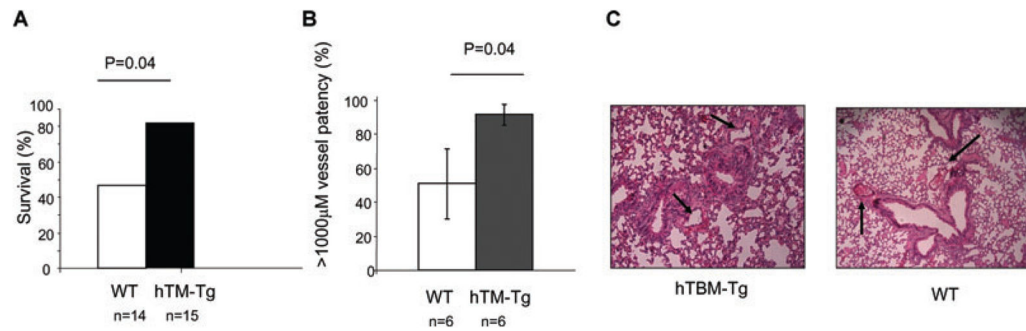 A
P=0.04
Survival (%)
100
80
60
40
20
0
WT hTM-Tg
n=14 n=15
B
P=0.04
>1000µM vessel patency (%)
100
80
60
40
20
0
WT hTM-Tg
n=6 n=6
C
hTBM-Tg
WT